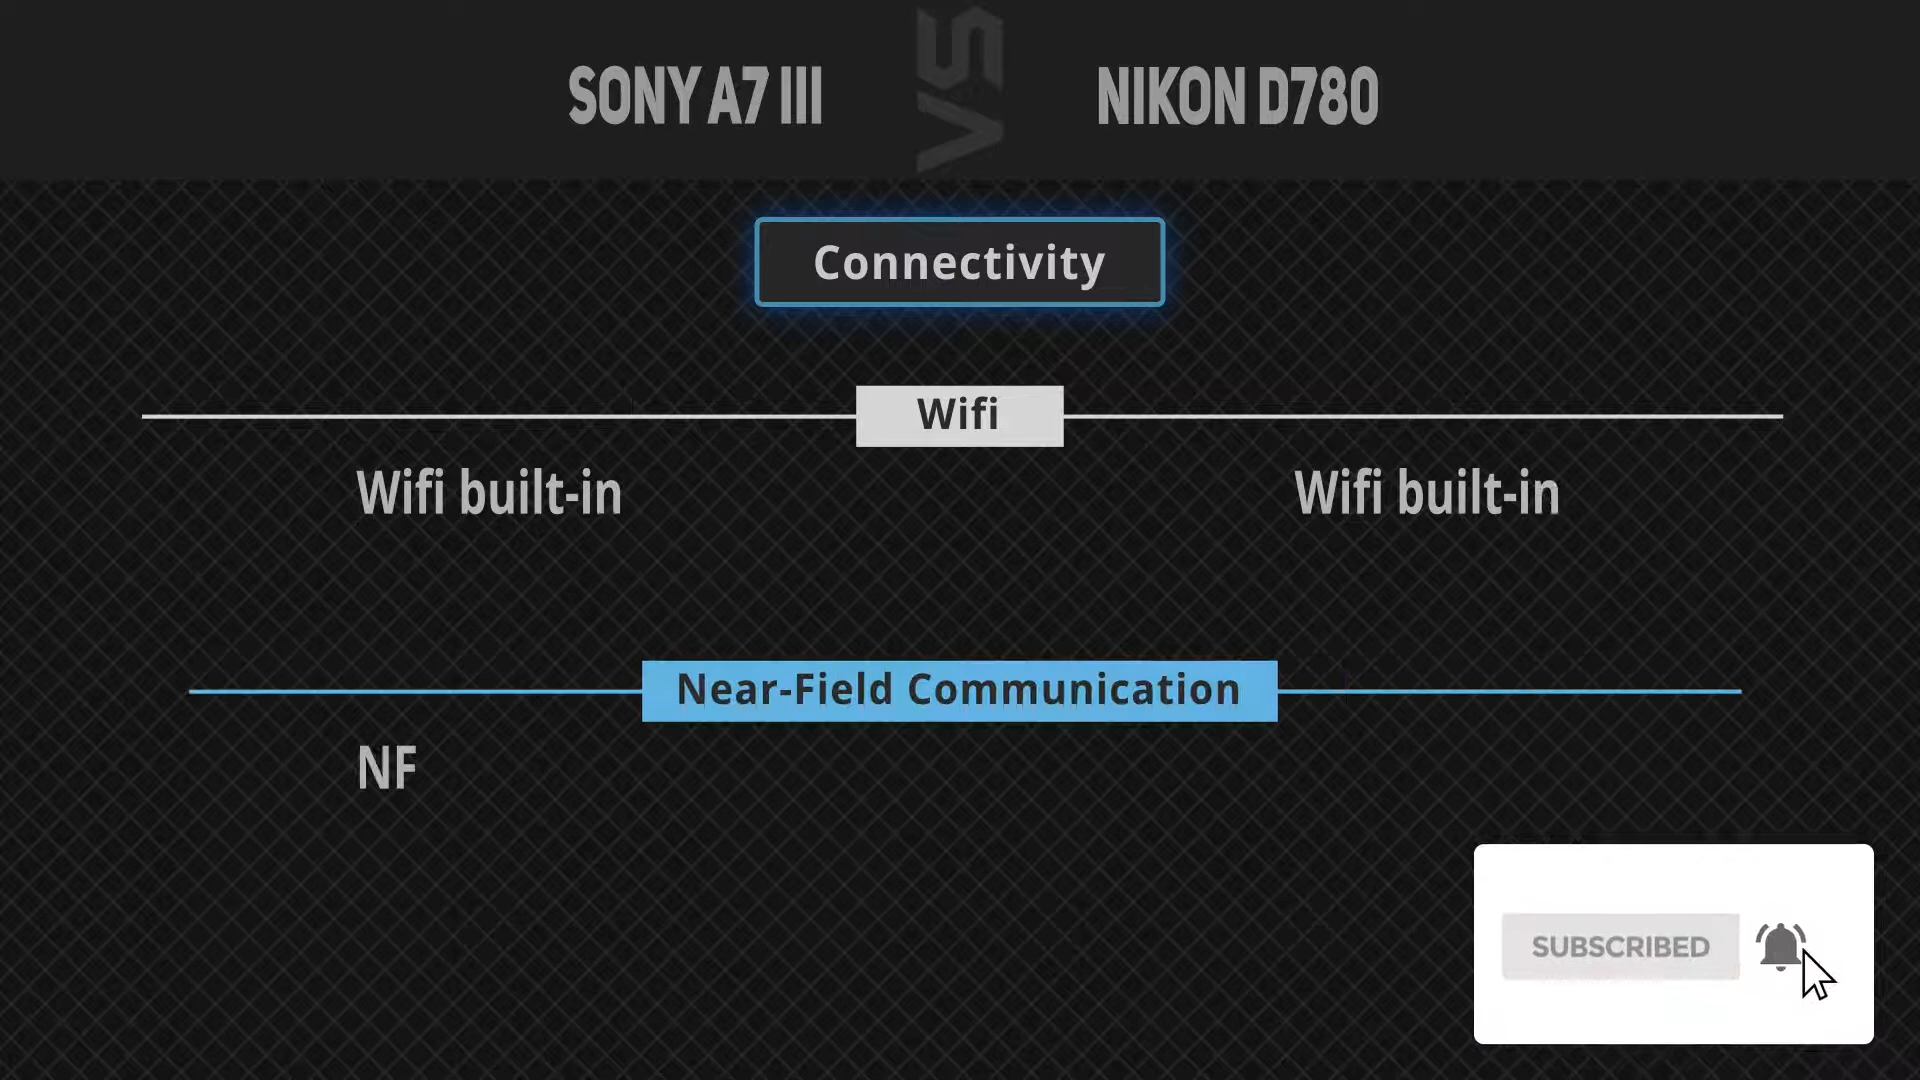 SONY A7 III
VS
NIKON D780
Connectivity
Wifi
Wifi built-in
Wifi built-in
Near-Field Communication
NF
SUBSCRIBED